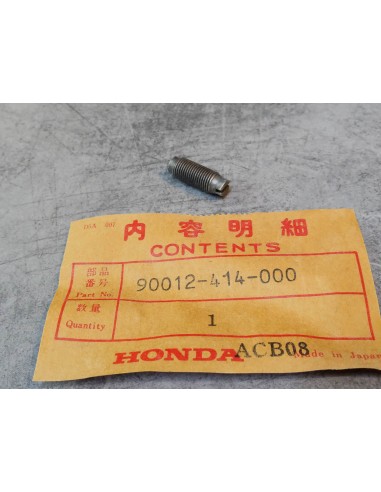 内容明細
CONTENTS
部品
番号
Part No.
90012-414-000
数量
Quantity
1
HONDA
ACB08
Made in Japan